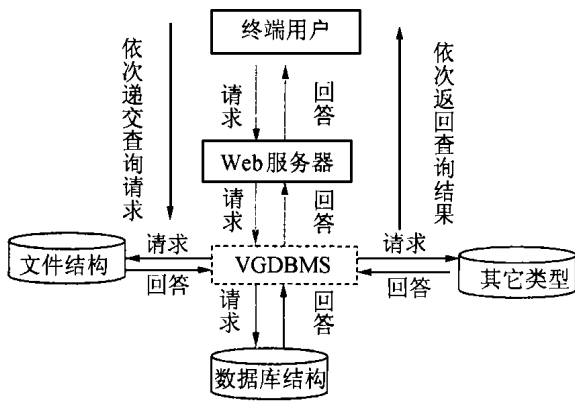 终端用户
依次递交查询请求
请求
回答
依次返回查询结果
Web服务器
请求
回答
文件结构
请求
回答
VGDBMS
请求
回答
其它类型
请求
回答
数据库结构